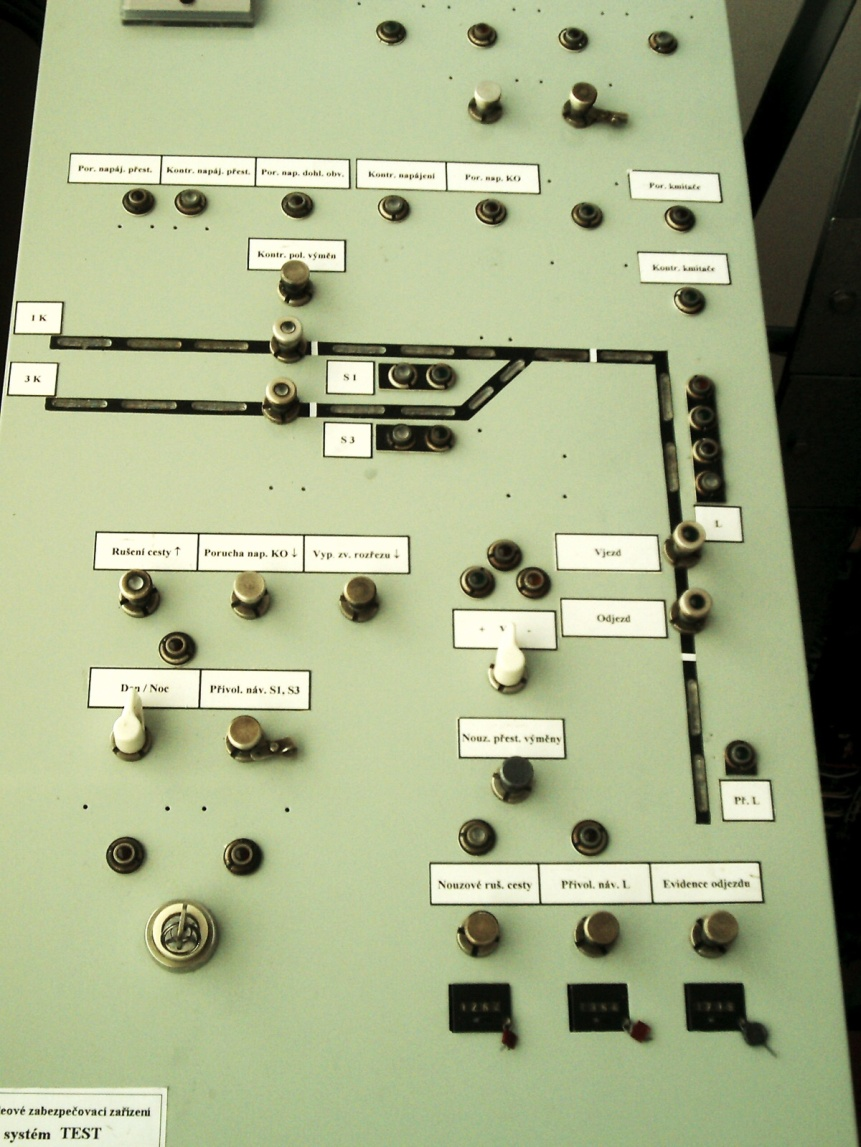 Por. napáj. přest. Kontr. napáj. přest. Por. nap. dohl. obv. Kontr. napájení Por. nap. KO
Por. kmitače
Kontr. pol. výměn
Kontr. kmitače
1 K
3 K
S 1
S 3
L
Rušení cesty ↑ Porucha nap. KO ↓ Vyp. zv. rozřezu ↓
Vjezd
Odjezd
+ -
Den / Noc Přivol. náv. S1, S3
Nouz. přest. výměny
Př. L
Nouzové ruš. cesty Přivol. náv. L Evidence odjezdu
eové zabezpečovací zařízení
systém TEST